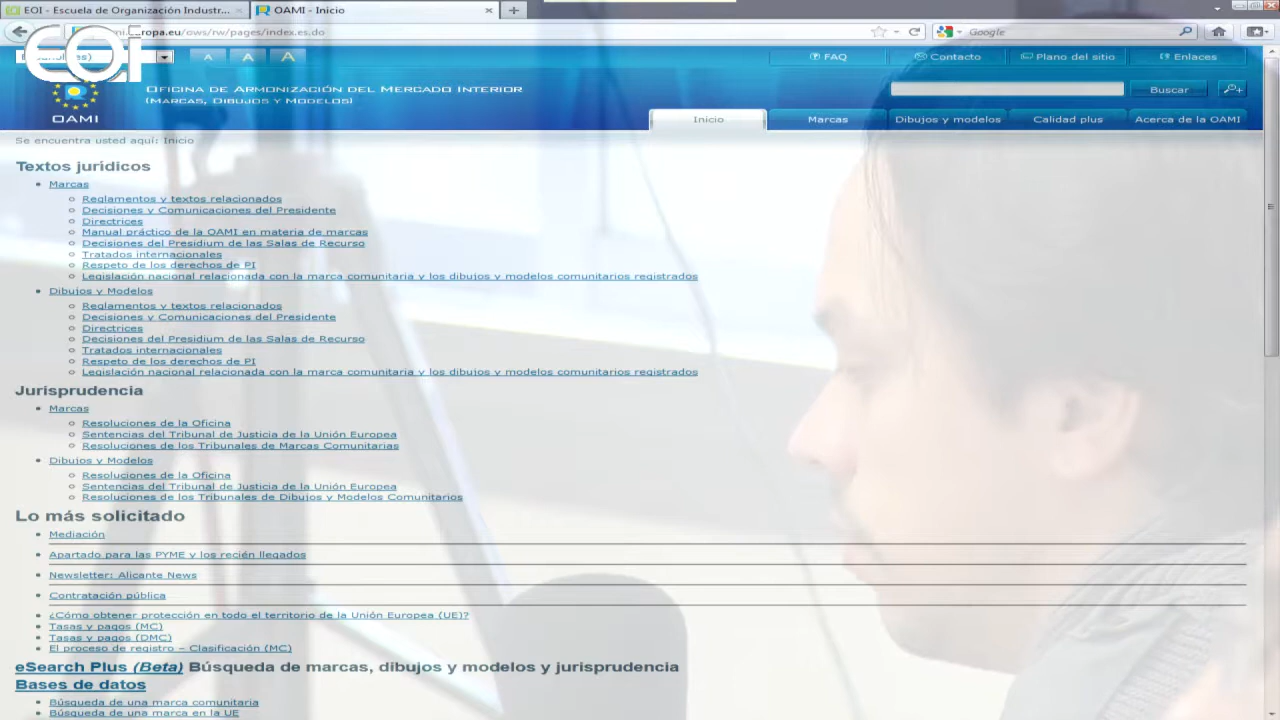 EOI - Escuela de Organización Industr...
OAMI - Inicio
.europa.eu/ows/rw/pages/index.es.do
Google
EOI
A A A
FAQ
Contacto
Plano del sitio
Enlaces
Oficina de Armonización del Mercado Interior
(Marcas, Dibujos y Modelos)
OAMI
Buscar
Inicio
Marcas
Dibujos y modelos
Calidad plus
Acerca de la OAMI
Se encuentra usted aquí: Inicio
Textos jurídicos
Marcas
Reglamentos y textos relacionados
Decisiones y Comunicaciones del Presidente
Directrices
Manual práctico de la OAMI en materia de marcas
Decisiones del Presidium de las Salas de Recurso
Tratados internacionales
Respeto de los derechos de PI
Legislación nacional relacionada con la marca comunitaria y los dibujos y modelos comunitarios registrados
Dibujos y Modelos
Reglamentos y textos relacionados
Decisiones y Comunicaciones del Presidente
Directrices
Decisiones del Presidium de las Salas de Recurso
Tratados internacionales
Respeto de los derechos de PI
Legislación nacional relacionada con la marca comunitaria y los dibujos y modelos comunitarios registrados
Jurisprudencia
Marcas
Resoluciones de la Oficina
Sentencias del Tribunal de Justicia de la Unión Europea
Resoluciones de los Tribunales de Marcas Comunitarias
Dibujos y Modelos
Resoluciones de la Oficina
Sentencias del Tribunal de Justicia de la Unión Europea
Resoluciones de los Tribunales de Dibujos y Modelos Comunitarios
Lo más solicitado
Mediación
Apartado para las PYME y los recién llegados
Newsletter: Alicante News
Contratación pública
¿Cómo obtener protección en todo el territorio de la Unión Europea (UE)?
Tasas y pagos (MC)
Tasas y pagos (DMC)
El proceso de registro – Clasificación (MC)
eSearch Plus (Beta) Búsqueda de marcas, dibujos y modelos y jurisprudencia
Bases de datos
Búsqueda de una marca comunitaria
Búsqueda de una marca en la UE